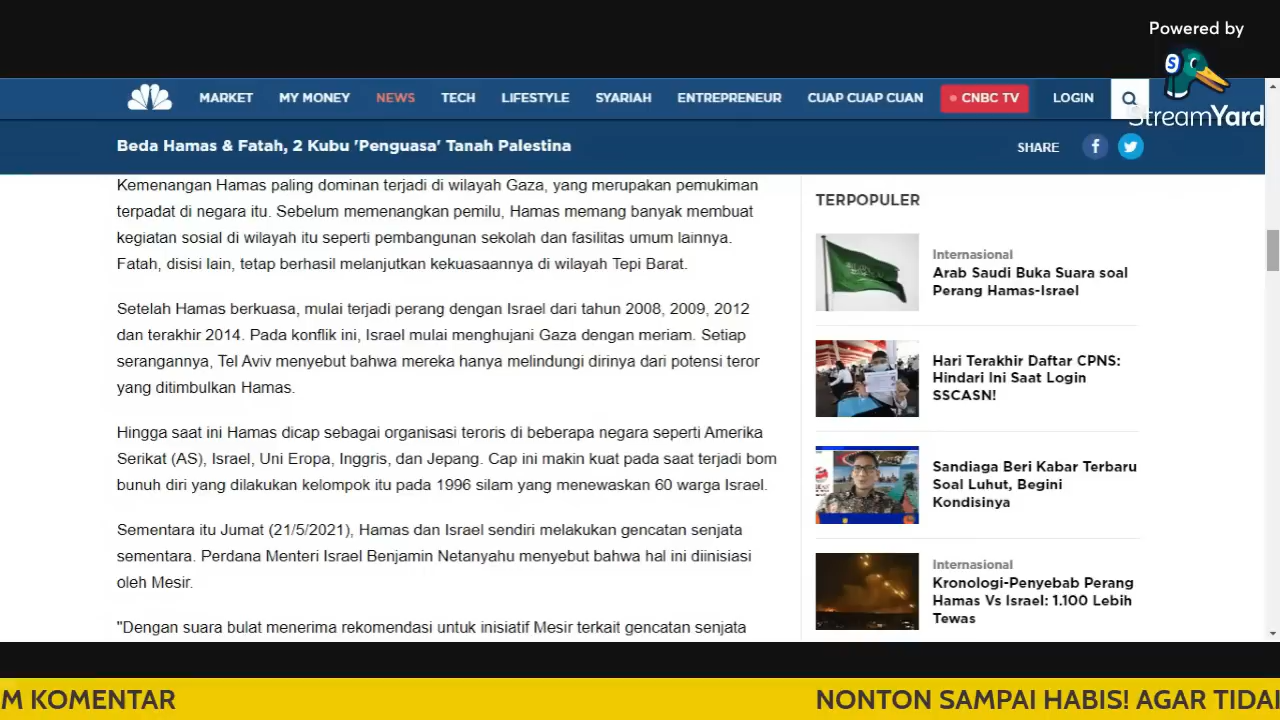 Powered by
StreamYard
MARKET MY MONEY NEWS TECH LIFESTYLE SYARIAH ENTREPRENEUR CUAP CUAP CUAN CNBC TV LOGIN
Beda Hamas & Fatah, 2 Kubu 'Penguasa' Tanah Palestina
SHARE
Kemenangan Hamas paling dominan terjadi di wilayah Gaza, yang merupakan pemukiman
terpadat di negara itu. Sebelum memenangkan pemilu, Hamas memang banyak membuat
kegiatan sosial di wilayah itu seperti pembangunan sekolah dan fasilitas umum lainnya.
Fatah, disisi lain, tetap berhasil melanjutkan kekuasaannya di wilayah Tepi Barat.
Setelah Hamas berkuasa, mulai terjadi perang dengan Israel dari tahun 2008, 2009, 2012
dan terakhir 2014. Pada konflik ini, Israel mulai menghujani Gaza dengan meriam. Setiap
serangannya, Tel Aviv menyebut bahwa mereka hanya melindungi dirinya dari potensi teror
yang ditimbulkan Hamas.
Hingga saat ini Hamas dicap sebagai organisasi teroris di beberapa negara seperti Amerika
Serikat (AS), Israel, Uni Eropa, Inggris, dan Jepang. Cap ini makin kuat pada saat terjadi bom
bunuh diri yang dilakukan kelompok itu pada 1996 silam yang menewaskan 60 warga Israel.
Sementara itu Jumat (21/5/2021), Hamas dan Israel sendiri melakukan gencatan senjata
sementara. Perdana Menteri Israel Benjamin Netanyahu menyebut bahwa hal ini diinisiasi
oleh Mesir.
"Dengan suara bulat menerima rekomendasi untuk inisiatif Mesir terkait gencatan senjata
TERPOPULER
Internasional
Arab Saudi Buka Suara soal
Perang Hamas-Israel
Hari Terakhir Daftar CPNS:
Hindari Ini Saat Login
SSCASN!
Sandiaga Beri Kabar Terbaru
Soal Luhut, Begini
Kondisinya
Internasional
Kronologi-Penyebab Perang
Hamas Vs Israel: 1.100 Lebih
Tewas
M KOMENTAR
NONTON SAMPAI HABIS! AGAR TIDAI